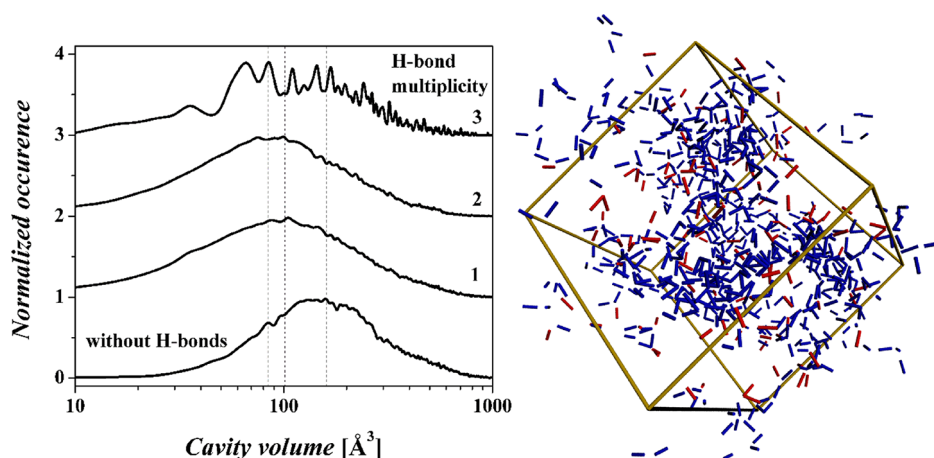 4
H-bond
multiplicity
3
3
2
2
1
1
without H-bonds
0
10
100
1000
Normalized occurence
Cavity volume [Å³]